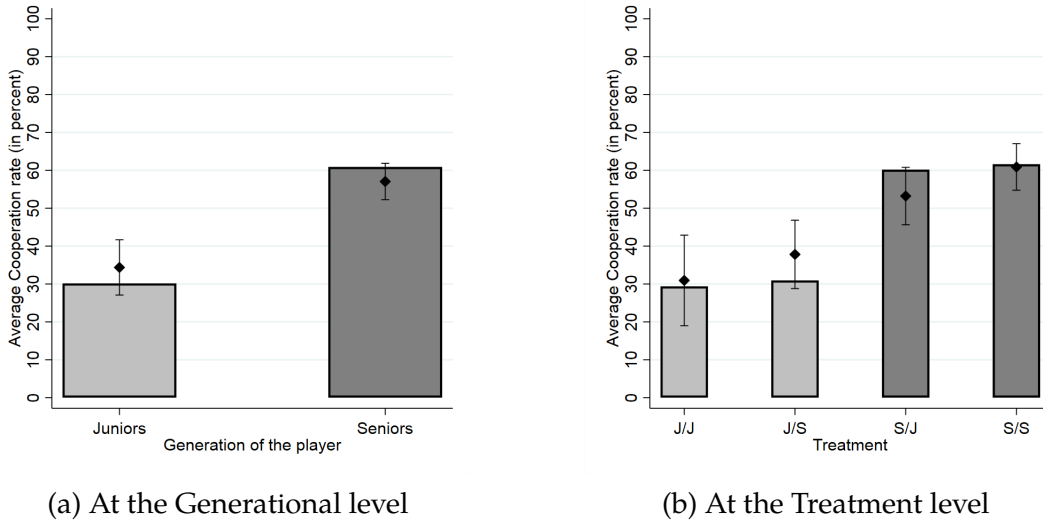 Average Cooperation rate (in percent)
100
90
80
70
60
50
40
30
20
10
0
Juniors
Seniors
Generation of the player
(a) At the Generational level
Average Cooperation rate (in percent)
100
90
80
70
60
50
40
30
20
10
0
J/J
J/S
S/J
S/S
Treatment
(b) At the Treatment level